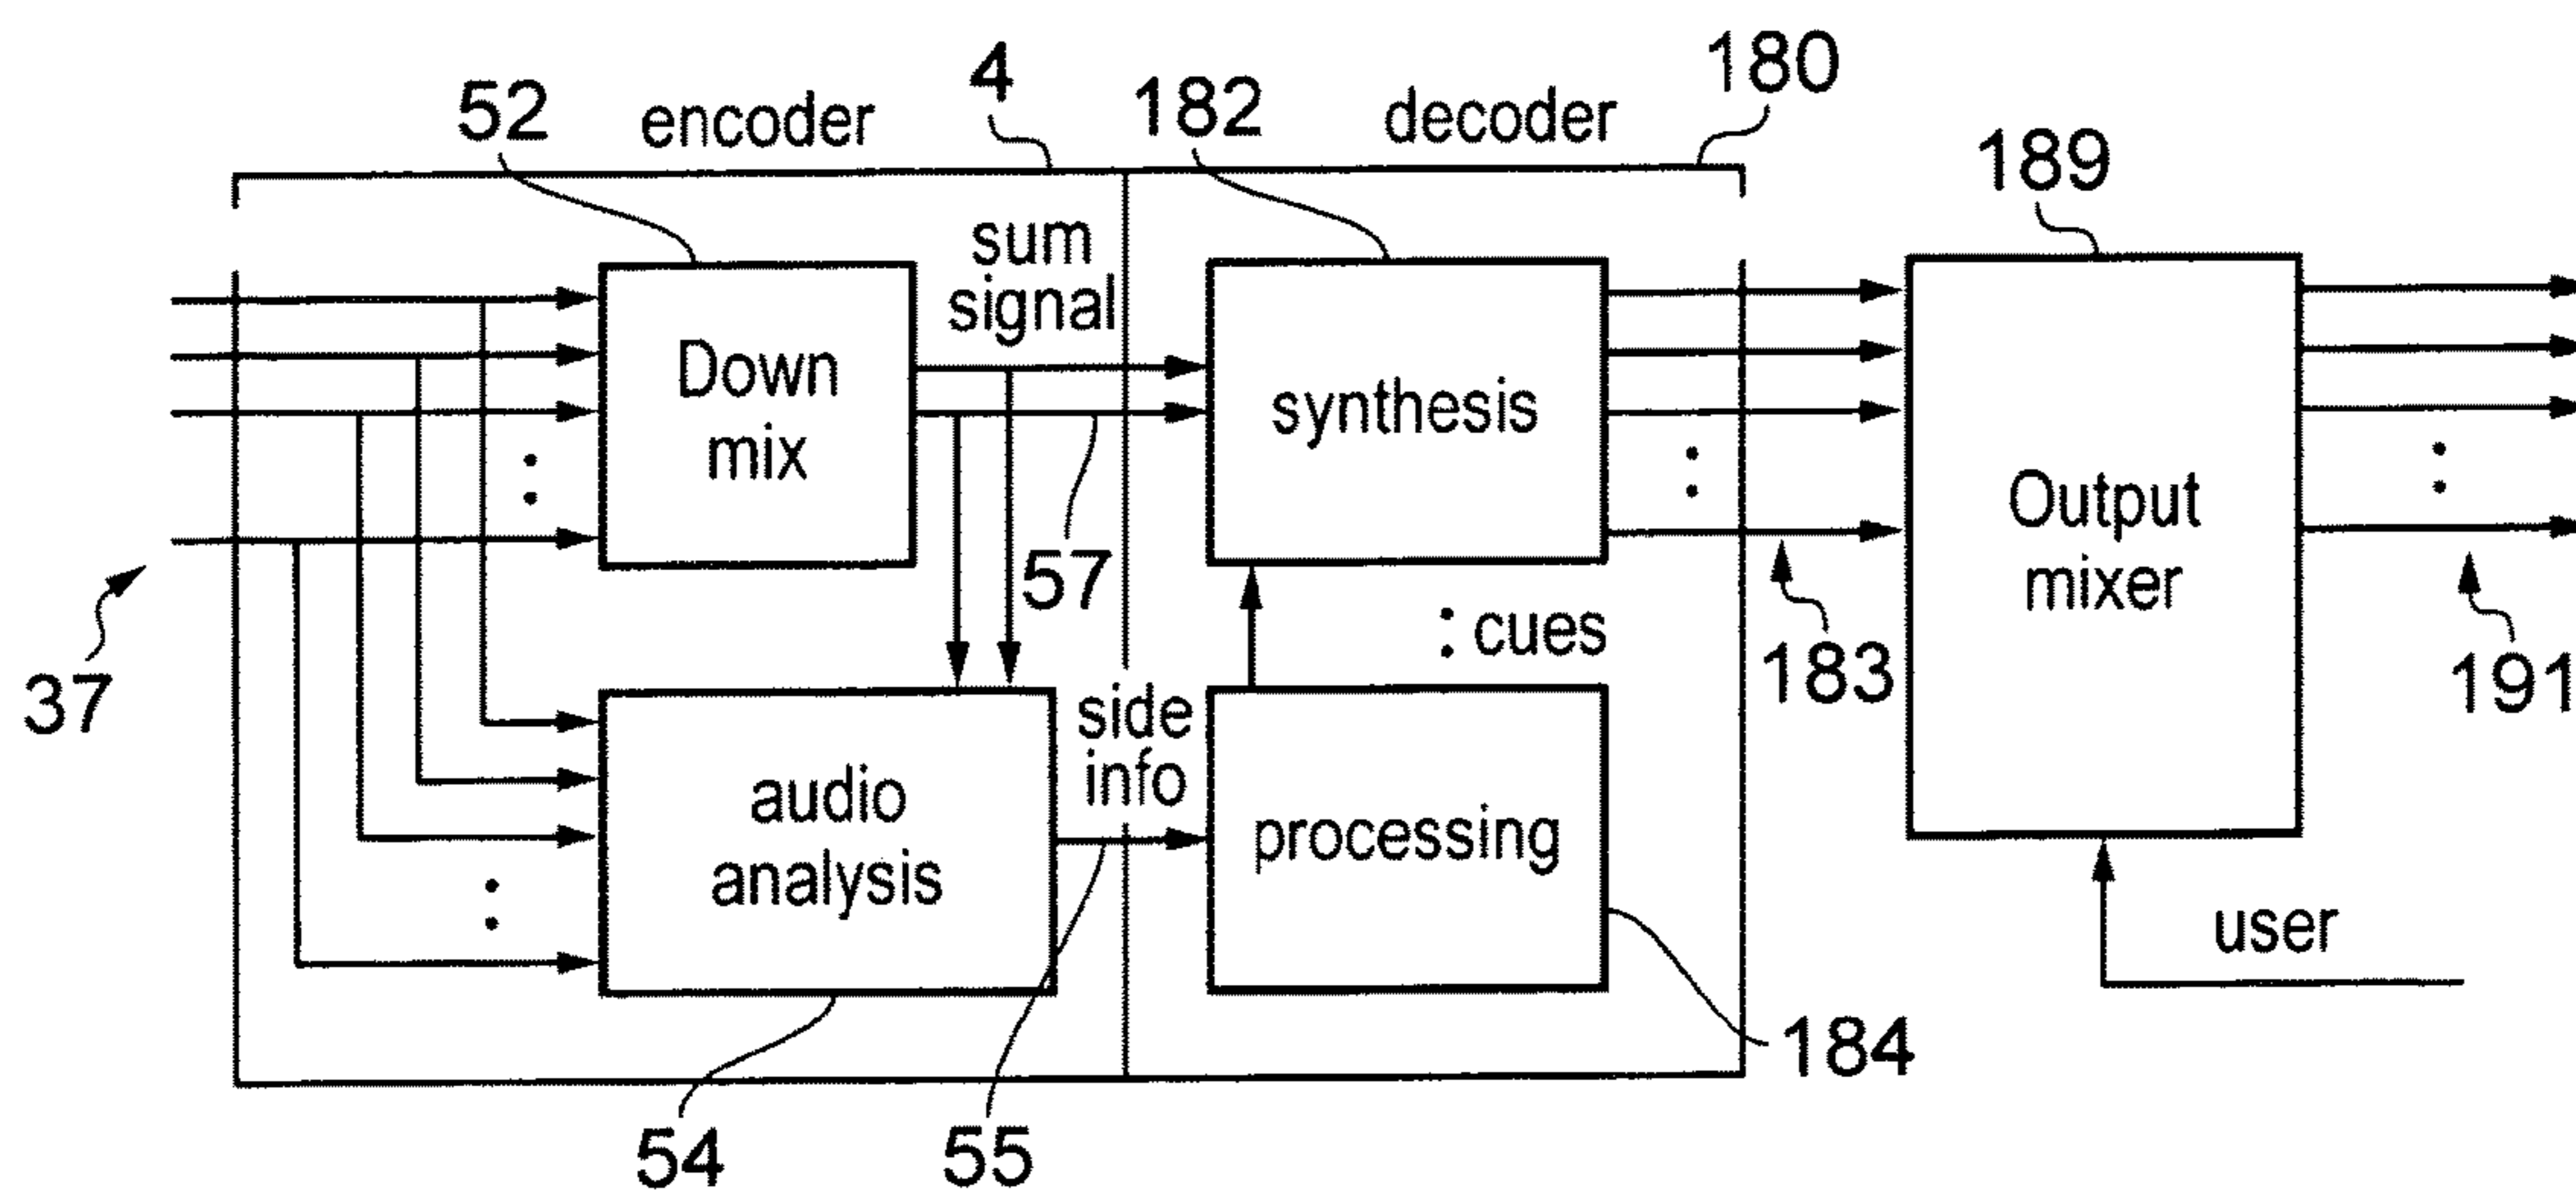 52
encoder
4
182
decoder
180
189
sum
signal
Down
mix
synthesis
Output
mixer
57
: cues
183
191
37
side
info
audio
analysis
processing
user
184
54
55